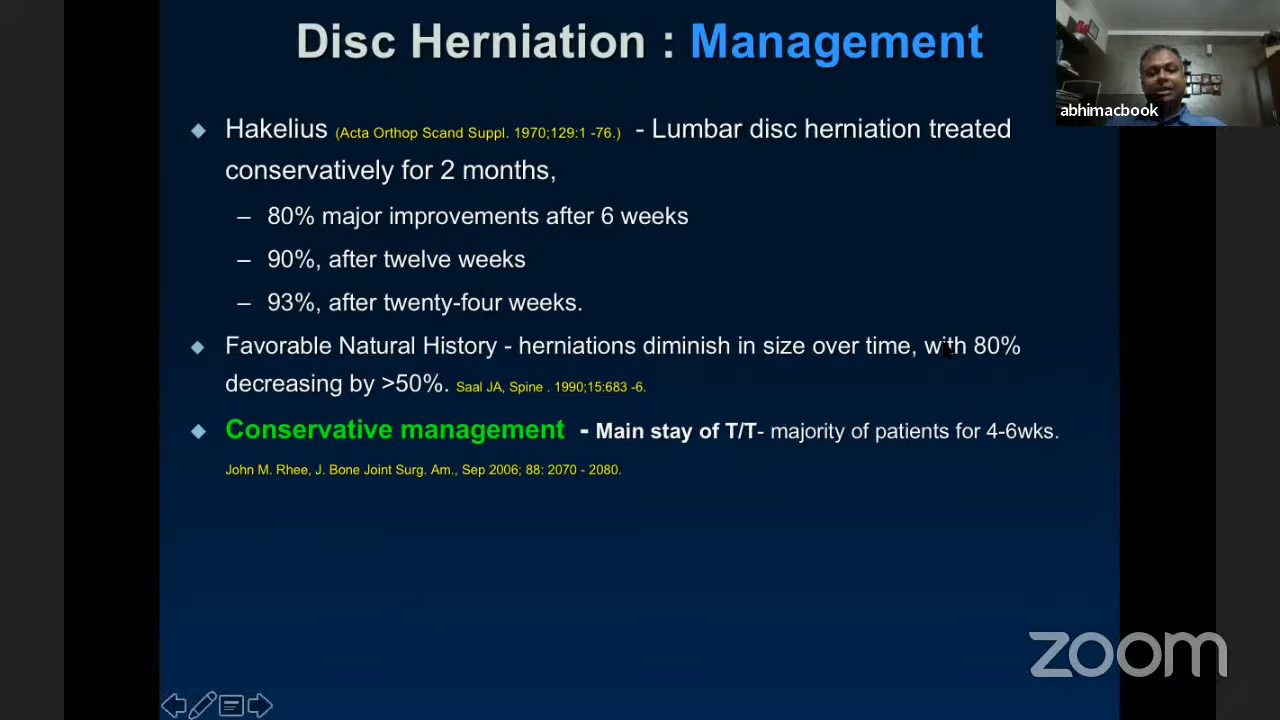 Disc Herniation : Management
abhimacbook
◆ Hakelius (Acta Orthop Scand Suppl. 1970;129:1 -76.) - Lumbar disc herniation treated
conservatively for 2 months,
– 80% major improvements after 6 weeks
– 90%, after twelve weeks
– 93%, after twenty-four weeks.
◆ Favorable Natural History - herniations diminish in size over time, with 80%
decreasing by >50%. Saal JA, Spine . 1990;15:683 -6.
◆ Conservative management - Main stay of T/T- majority of patients for 4-6wks.
John M. Rhee, J. Bone Joint Surg. Am., Sep 2006; 88: 2070 - 2080.
zoom